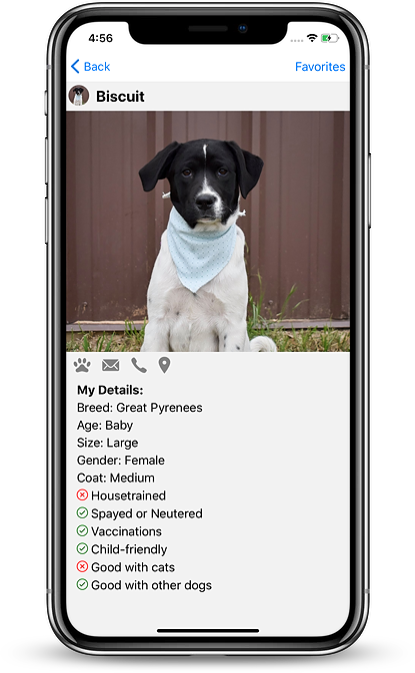 4:56
Back
Favorites
Biscuit
My Details:
Breed: Great Pyrenees
Age: Baby
Size: Large
Gender: Female
Coat: Medium
Housetrained
Spayed or Neutered
Vaccinations
Child-friendly
Good with cats
Good with other dogs